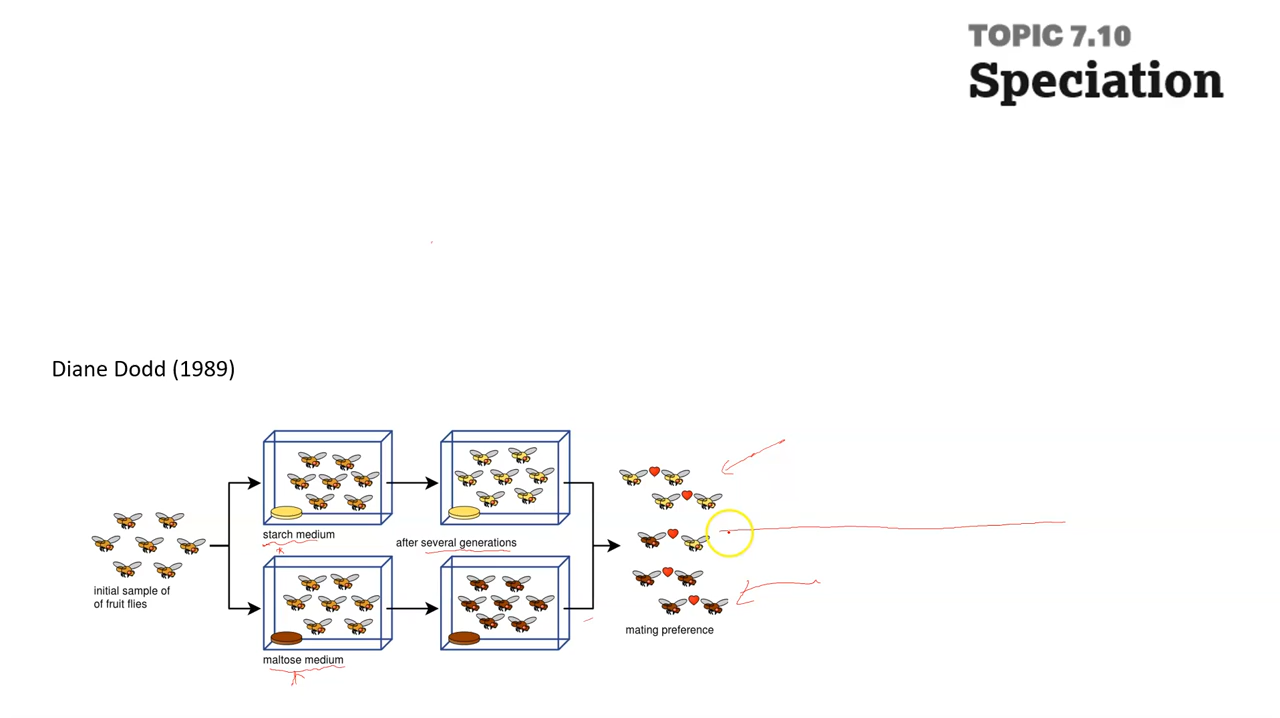 TOPIC 7.10
Speciation
Diane Dodd (1989)
starch medium
after several generations
initial sample of
of fruit flies
mating preference
maltose medium